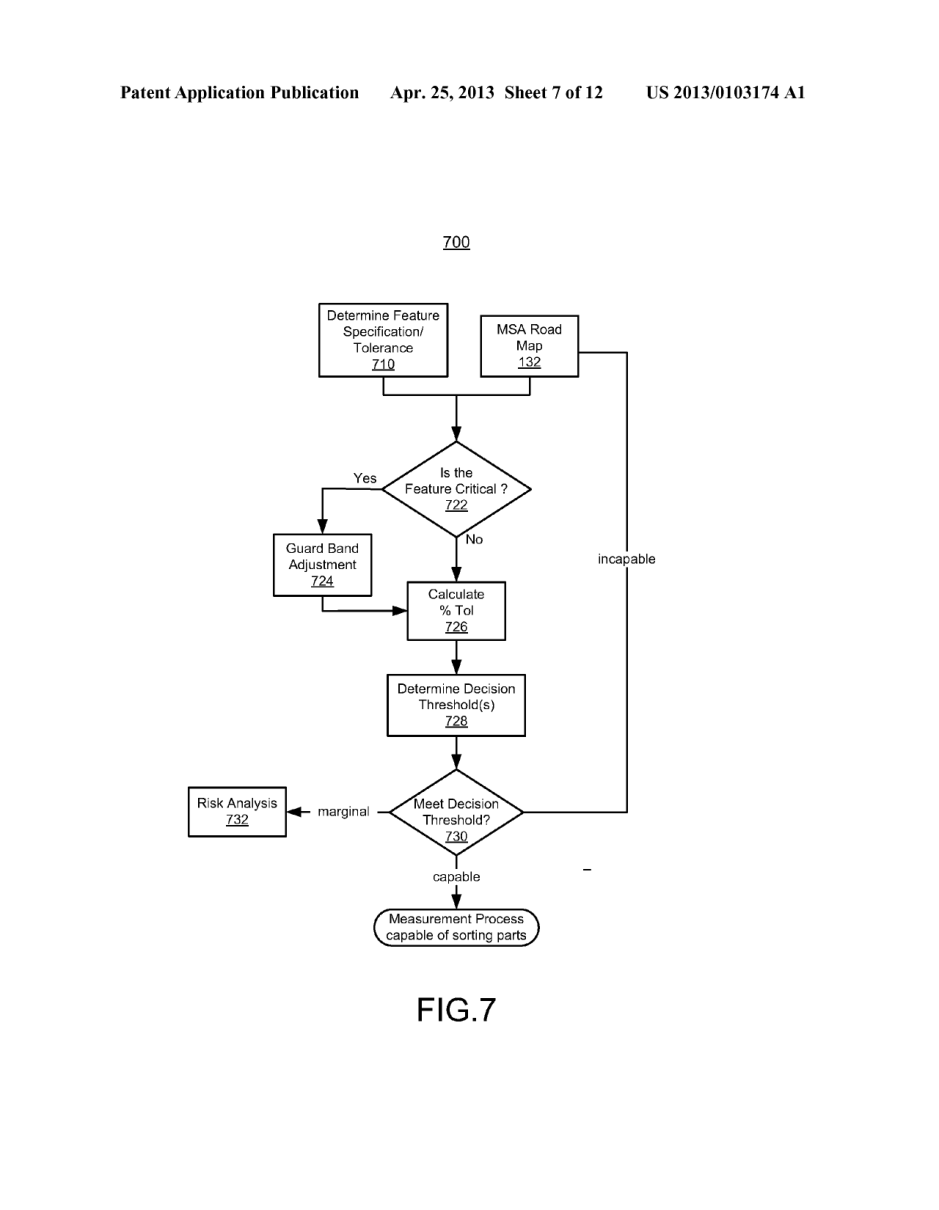 Patent Application Publication Apr. 25, 2013 Sheet 7 of 12 US 2013/0103174 A1
700
Determine Feature
Specification/
Tolerance
710
MSA Road
Map
132
Is the
Feature Critical ?
722
Yes
No
Guard Band
Adjustment
724
incapable
Calculate
% Tol
726
Determine Decision
Threshold(s)
728
Meet Decision
Threshold?
730
marginal
Risk Analysis
732
capable
Measurement Process
capable of sorting parts
FIG.7